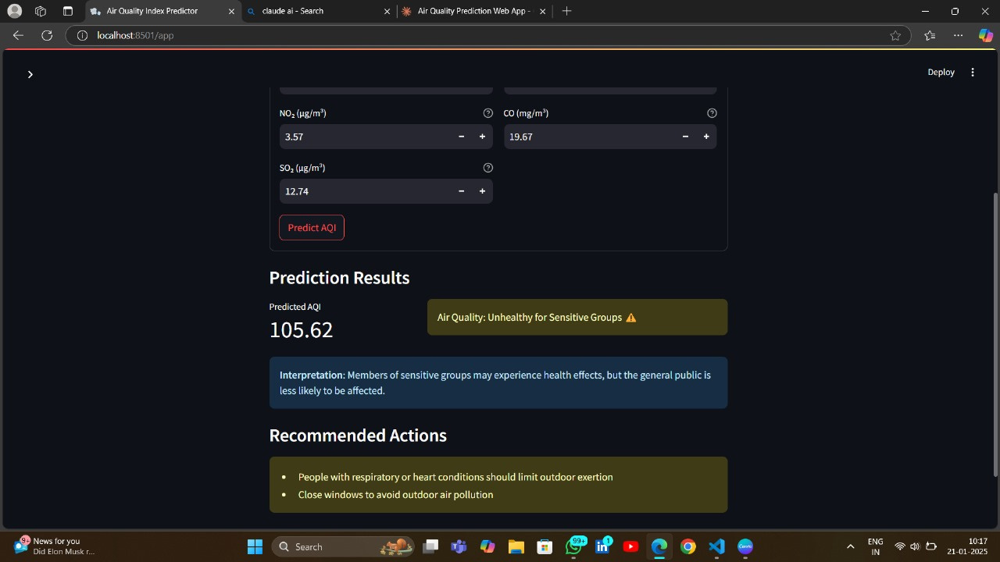 Air Quality Index Predictor
claude ai - Search
Air Quality Prediction Web App -
localhost:8501/app
Deploy
NO₂ (µg/m³)
CO (mg/m³)
3.57
19.67
SO₂ (µg/m³)
12.74
Predict AQI
Prediction Results
Predicted AQI
105.62
Air Quality: Unhealthy for Sensitive Groups ⚠️
Interpretation: Members of sensitive groups may experience health effects, but the general public is
less likely to be affected.
Recommended Actions
• People with respiratory or heart conditions should limit outdoor exertion
• Close windows to avoid outdoor air pollution
9+
News for you
Did Elon Musk r...
Search
99+
1
Canva
ENG
IN
10:17
21-01-2025